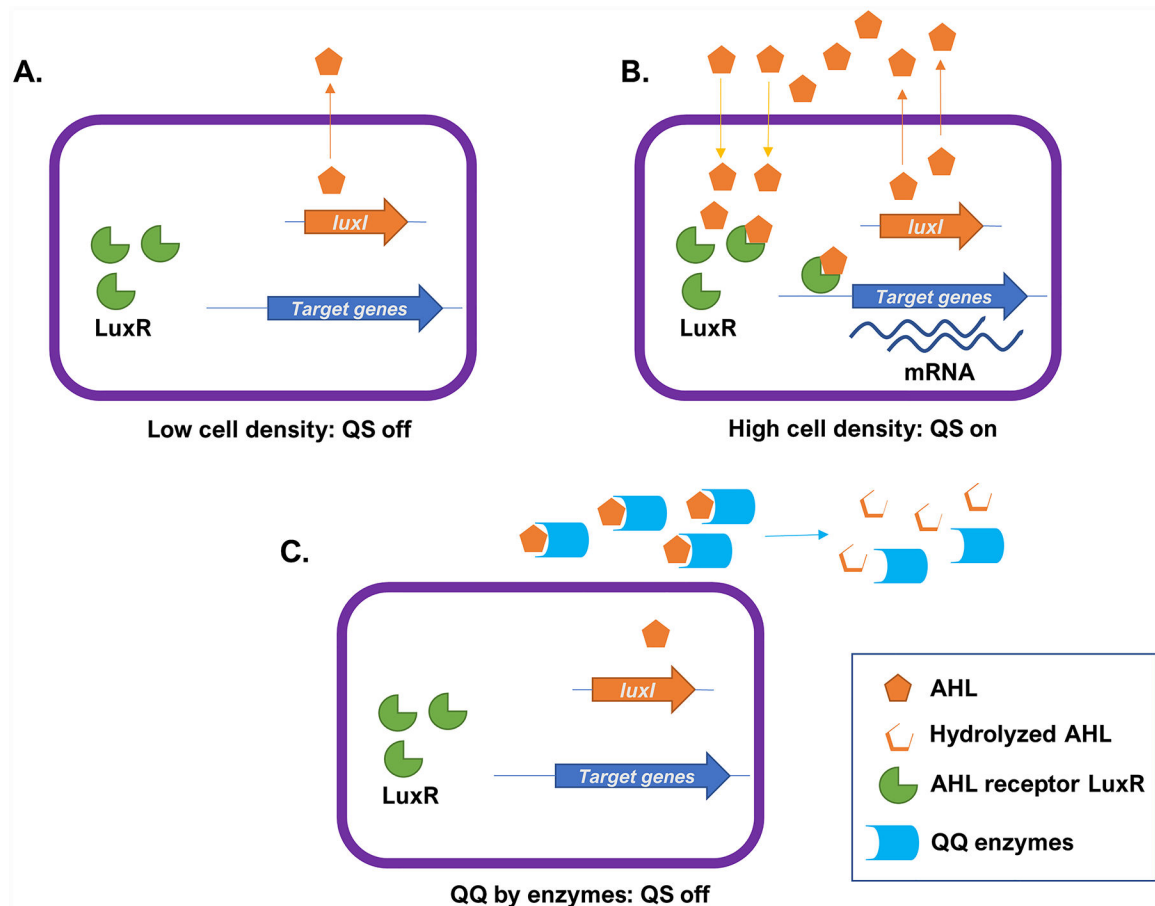 A.
luxI
Target genes
LuxR
Low cell density: QS off
B.
luxI
Target genes
LuxR
mRNA
High cell density: QS on
C.
luxI
Target genes
LuxR
QQ by enzymes: QS off
AHL
Hydrolyzed AHL
AHL receptor LuxR
QQ enzymes